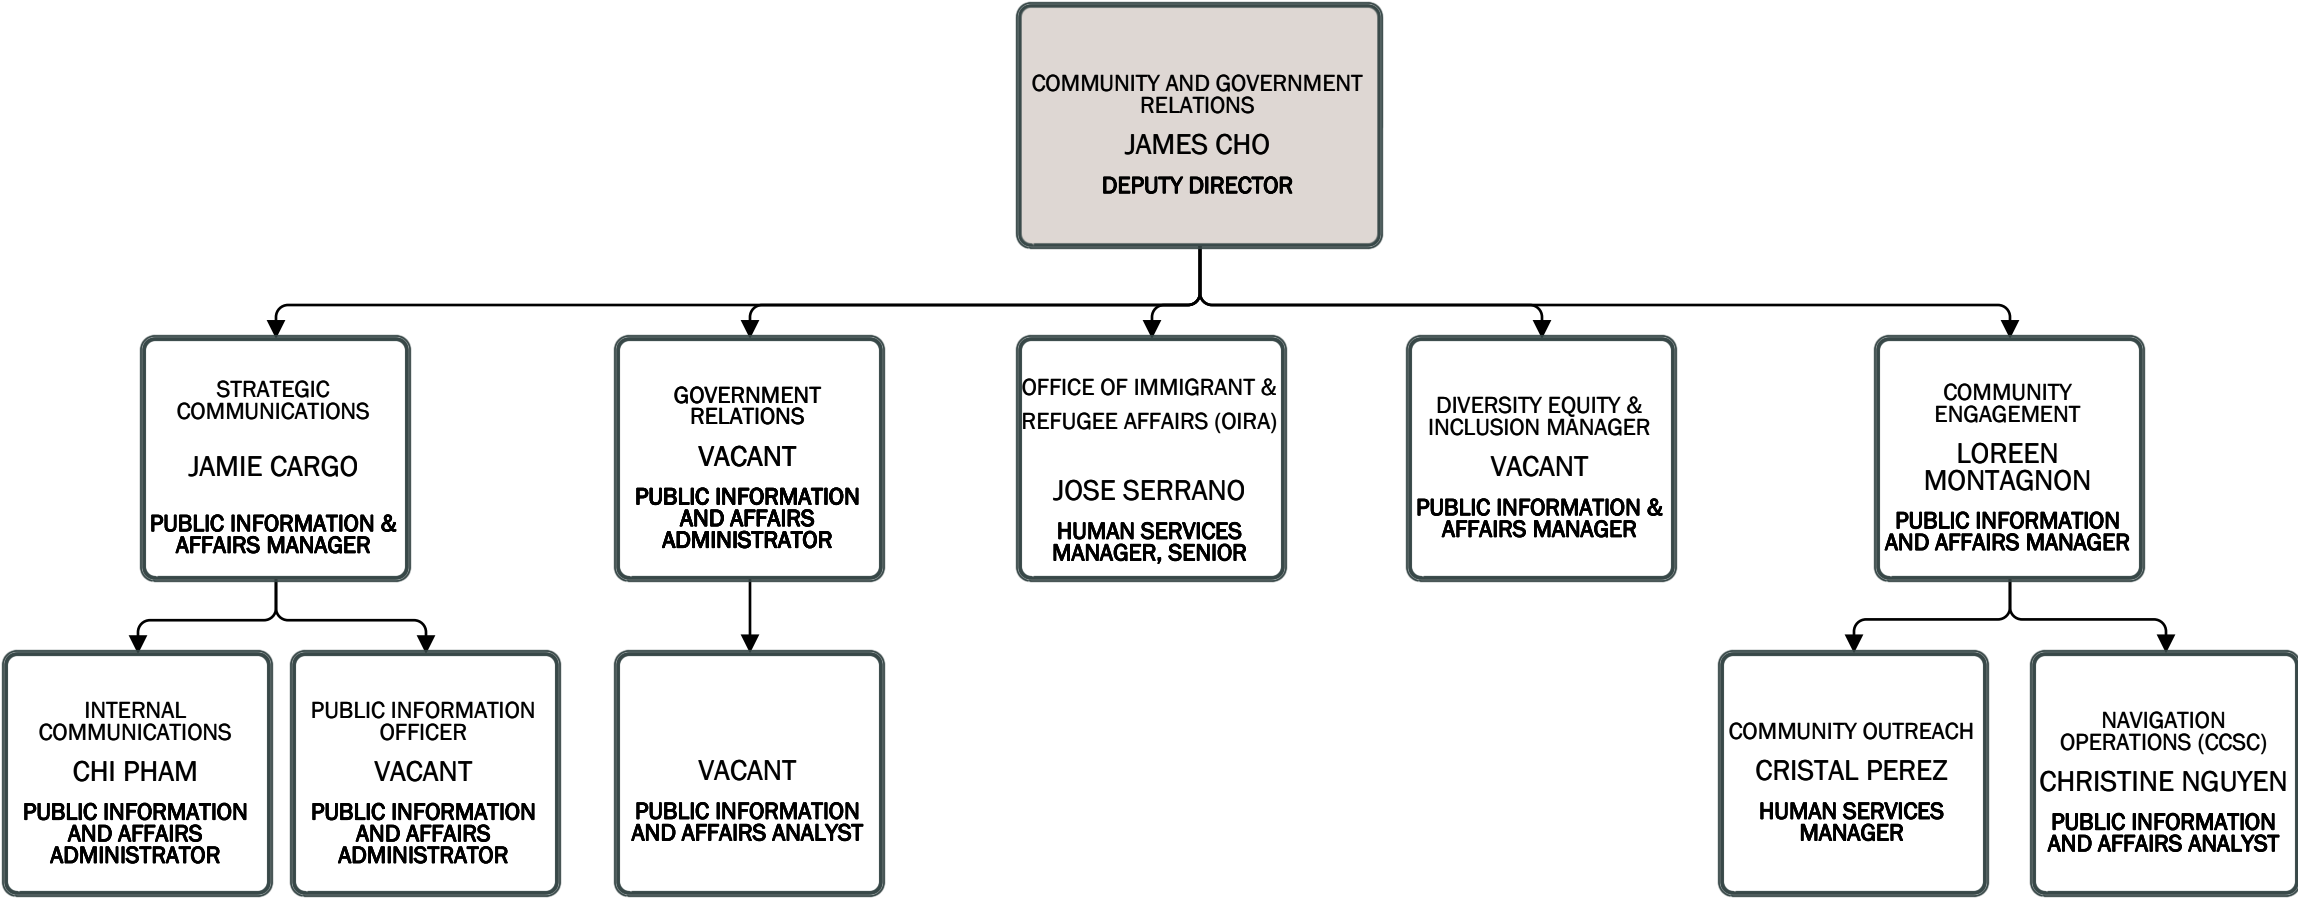 COMMUNITY AND GOVERNMENT
RELATIONS
JAMES CHO
DEPUTY DIRECTOR
STRATEGIC
COMMUNICATIONS
JAMIE CARGO
PUBLIC INFORMATION &
AFFAIRS MANAGER
GOVERNMENT
RELATIONS
VACANT
PUBLIC INFORMATION
AND AFFAIRS
ADMINISTRATOR
OFFICE OF IMMIGRANT &
REFUGEE AFFAIRS (OIRA)
JOSE SERRANO
HUMAN SERVICES
MANAGER, SENIOR
DIVERSITY EQUITY &
INCLUSION MANAGER
VACANT
PUBLIC INFORMATION &
AFFAIRS MANAGER
COMMUNITY
ENGAGEMENT
LOREEN
MONTAGNON
PUBLIC INFORMATION
AND AFFAIRS MANAGER
INTERNAL
COMMUNICATIONS
CHI PHAM
PUBLIC INFORMATION
AND AFFAIRS
ADMINISTRATOR
PUBLIC INFORMATION
OFFICER
VACANT
PUBLIC INFORMATION
AND AFFAIRS
ADMINISTRATOR
VACANT
PUBLIC INFORMATION
AND AFFAIRS ANALYST
COMMUNITY OUTREACH
CRISTAL PEREZ
HUMAN SERVICES
MANAGER
NAVIGATION
OPERATIONS (CCSC)
CHRISTINE NGUYEN
PUBLIC INFORMATION
AND AFFAIRS ANALYST